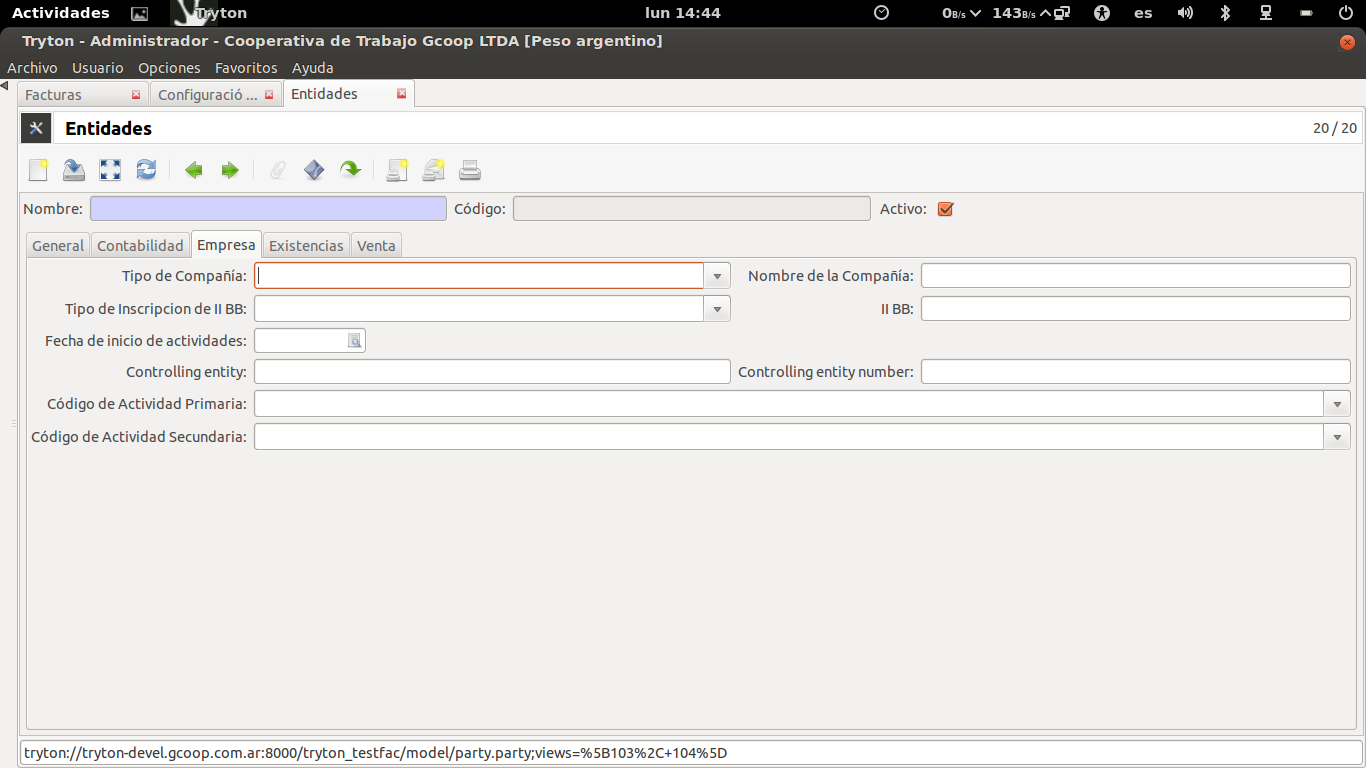 Actividades Tryton lun 14:44 0B/s 143B/s es
Tryton - Administrador - Cooperativa de Trabajo Gcoop LTDA [Peso argentino]
Archivo Usuario Opciones Favoritos Ayuda
Facturas Configuració ... Entidades
Entidades 20 / 20
Nombre: Código: Activo:
General Contabilidad Empresa Existencias Venta
Tipo de Compañía: Nombre de la Compañía:
Tipo de Inscripcion de II BB: II BB:
Fecha de inicio de actividades:
Controlling entity: Controlling entity number:
Código de Actividad Primaria:
Código de Actividad Secundaria:
tryton://tryton-devel.gcoop.com.ar:8000/tryton_testfac/model/party.party;views=%5B103%2C+104%5D